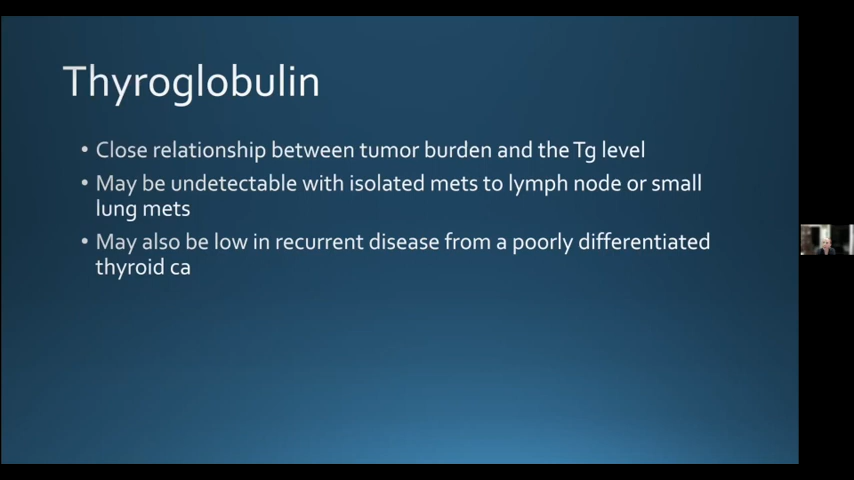 Thyroglobulin
• Close relationship between tumor burden and the Tg level
• May be undetectable with isolated mets to lymph node or small
lung mets
• May also be low in recurrent disease from a poorly differentiated
thyroid ca